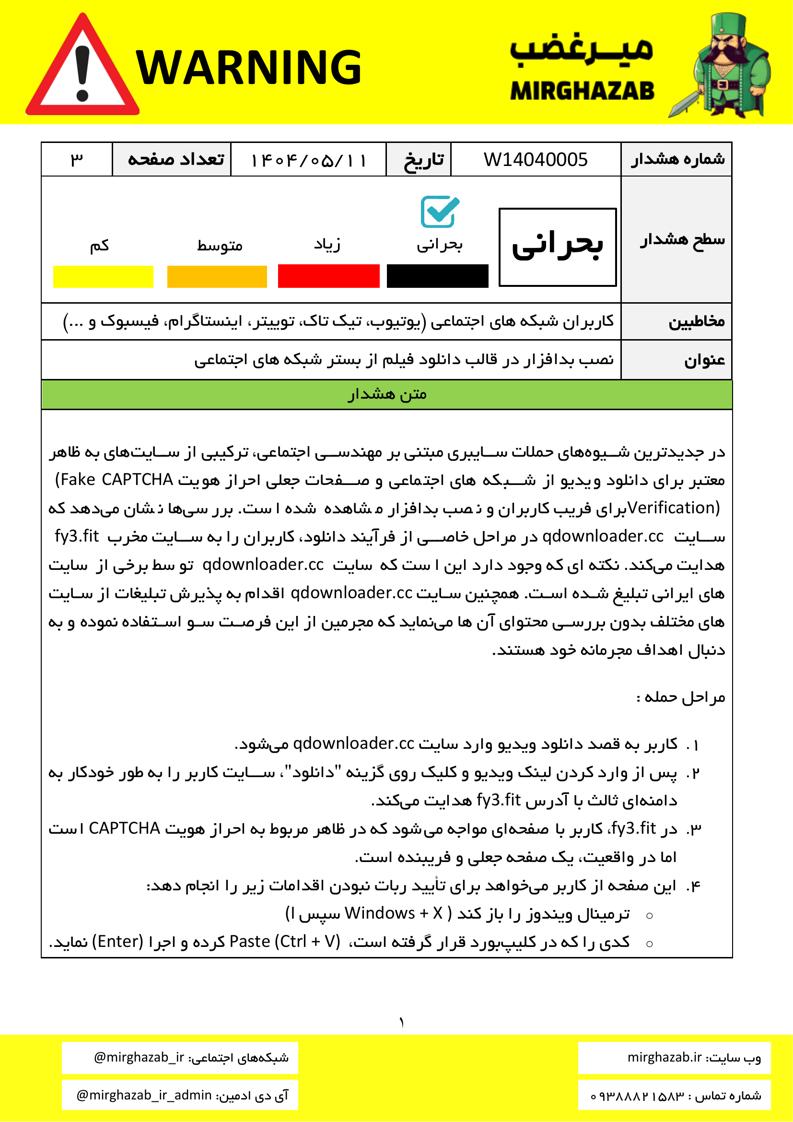 WARNING
میرغضب
MIRGHAZAB
شماره هشدار W14040005 تاریخ ۱۴۰۴/۰۵/۱۱ تعداد صفحه ۳
سطح هشدار
بحرانی
بحرانی زیاد متوسط کم
مخاطبین کاربران شبکه های اجتماعی (یوتیوب، تیک تاک، توییتر، اینستاگرام، فیسبوک و ...)
عنوان نصب بدافزار در قالب دانلود فیلم از بستر شبکه های اجتماعی
متن هشدار
در جدیدترین شیوه‌های حملات سایبری مبتنی بر مهندسی اجتماعی، ترکیبی از سایت‌های به ظاهر
معتبر برای دانلود ویدیو از شبکه های اجتماعی و صفحات جعلی احراز هویت (Fake CAPTCHA
Verification) برای فریب کاربران و نصب بدافزار مشاهده شده است. بررسی‌ها نشان می‌دهد که
سایت qdownloader.cc در مراحل خاصی از فرآیند دانلود، کاربران را به سایت مخرب fy3.fit
هدایت می‌کند. نکته ای که وجود دارد این است که سایت qdownloader.cc توسط برخی از سایت
های ایرانی تبلیغ شده است. همچنین سایت qdownloader.cc اقدام به پذیرش تبلیغات از سایت
های مختلف بدون بررسی محتوای آن ها می‌نماید که مجرمین از این فرصت سو استفاده نموده و به
دنبال اهداف مجرمانه خود هستند.
مراحل حمله :
۱. کاربر به قصد دانلود ویدیو وارد سایت qdownloader.cc می‌شود.
۲. پس از وارد کردن لینک ویدیو و کلیک روی گزینه "دانلود"، سایت کاربر را به طور خودکار به
دامنه‌ای ثالث با آدرس fy3.fit هدایت می‌کند.
۳. در fy3.fit، کاربر با صفحه‌ای مواجه می‌شود که در ظاهر مربوط به احراز هویت CAPTCHA است
اما در واقعیت، یک صفحه جعلی و فریبنده است.
۴. این صفحه از کاربر می‌خواهد برای تأیید ربات نبودن اقدامات زیر را انجام دهد:
○ ترمینال ویندوز را باز کند ( Windows + X سپس I)
○ کدی را که در کلیپ‌بورد قرار گرفته است، Paste (Ctrl + V) کرده و اجرا (Enter) نماید.
۱
وب سایت: mirghazab.ir
شبکه‌های اجتماعی: @mirghazab_ir
شماره تماس : ۰۹۳۸۸۸۲۱۵۸۳
آی دی ادمین: @mirghazab_ir_admin